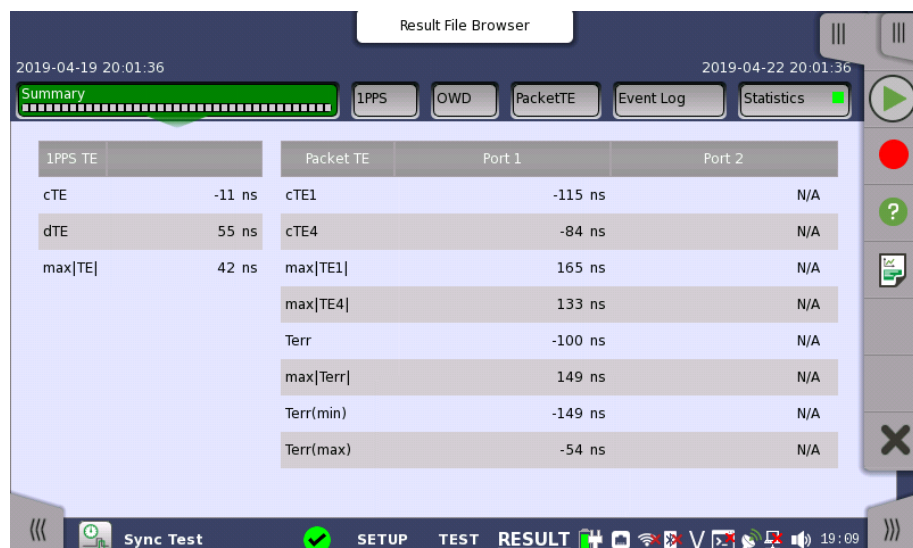 Result File Browser
2019-04-19 20:01:36 2019-04-22 20:01:36
Summary 1PPS OWD PacketTE Event Log Statistics
1PPS TE Packet TE Port 1 Port 2
cTE -11 ns cTE1 -115 ns N/A
dTE 55 ns cTE4 -84 ns N/A
max|TE| 42 ns max|TE1| 165 ns N/A
max|TE4| 133 ns N/A
Terr -100 ns N/A
max|Terr| 149 ns N/A
Terr(min) -149 ns N/A
Terr(max) -54 ns N/A
Sync Test SETUP TEST RESULT V 19:09